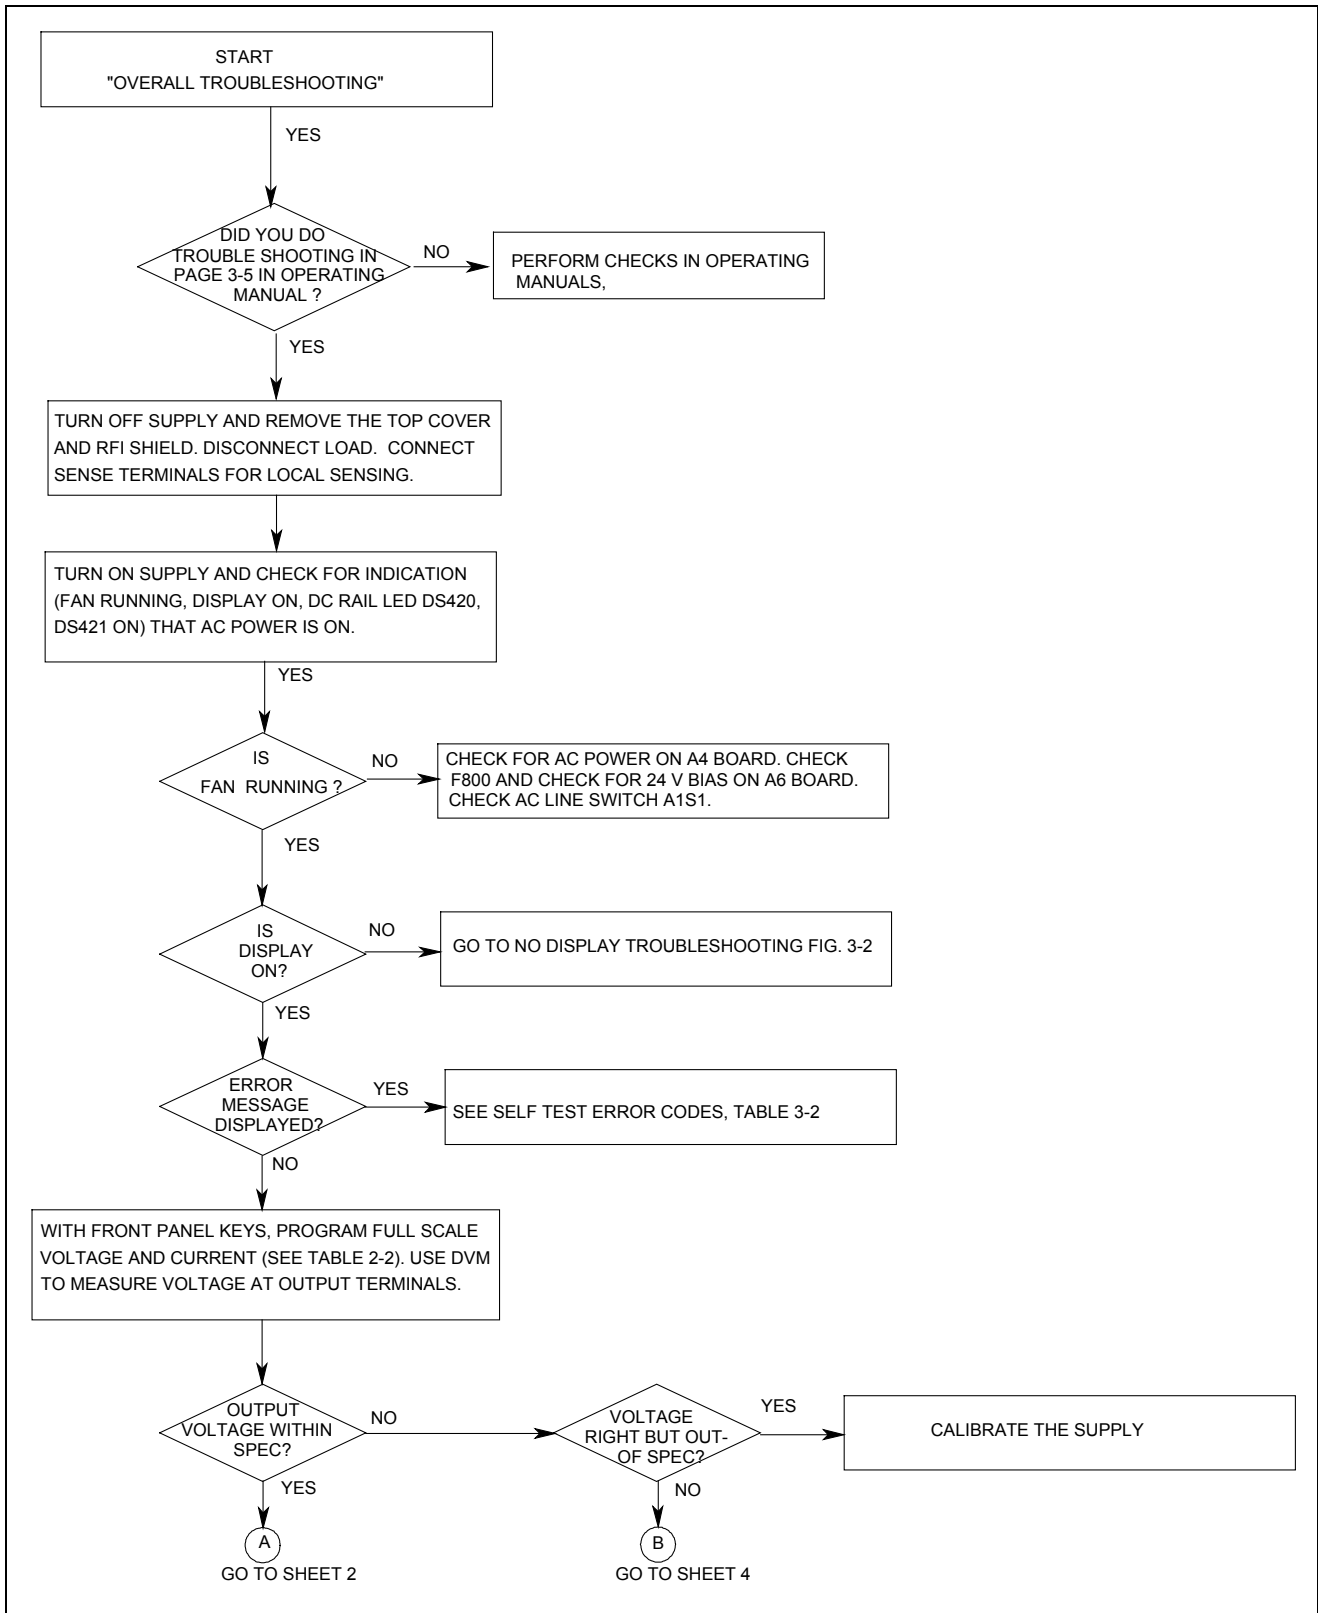 START
"OVERALL TROUBLESHOOTING"
YES
DID YOU DO
TROUBLE SHOOTING IN
PAGE 3-5 IN OPERATING
MANUAL ?
NO
PERFORM CHECKS IN OPERATING
MANUALS,
YES
TURN OFF SUPPLY AND REMOVE THE TOP COVER
AND RFI SHIELD. DISCONNECT LOAD. CONNECT
SENSE TERMINALS FOR LOCAL SENSING.
TURN ON SUPPLY AND CHECK FOR INDICATION
(FAN RUNNING, DISPLAY ON, DC RAIL LED DS420,
DS421 ON) THAT AC POWER IS ON.
YES
IS
FAN RUNNING ?
NO
CHECK FOR AC POWER ON A4 BOARD. CHECK
F800 AND CHECK FOR 24 V BIAS ON A6 BOARD.
CHECK AC LINE SWITCH A1S1.
YES
IS
DISPLAY
ON?
NO
GO TO NO DISPLAY TROUBLESHOOTING FIG. 3-2
YES
ERROR
MESSAGE
DISPLAYED?
YES
SEE SELF TEST ERROR CODES, TABLE 3-2
NO
WITH FRONT PANEL KEYS, PROGRAM FULL SCALE
VOLTAGE AND CURRENT (SEE TABLE 2-2). USE DVM
TO MEASURE VOLTAGE AT OUTPUT TERMINALS.
OUTPUT
VOLTAGE WITHIN
SPEC?
NO
VOLTAGE
RIGHT BUT OUT-
OF SPEC?
YES
CALIBRATE THE SUPPLY
YES
NO
A
GO TO SHEET 2
B
GO TO SHEET 4